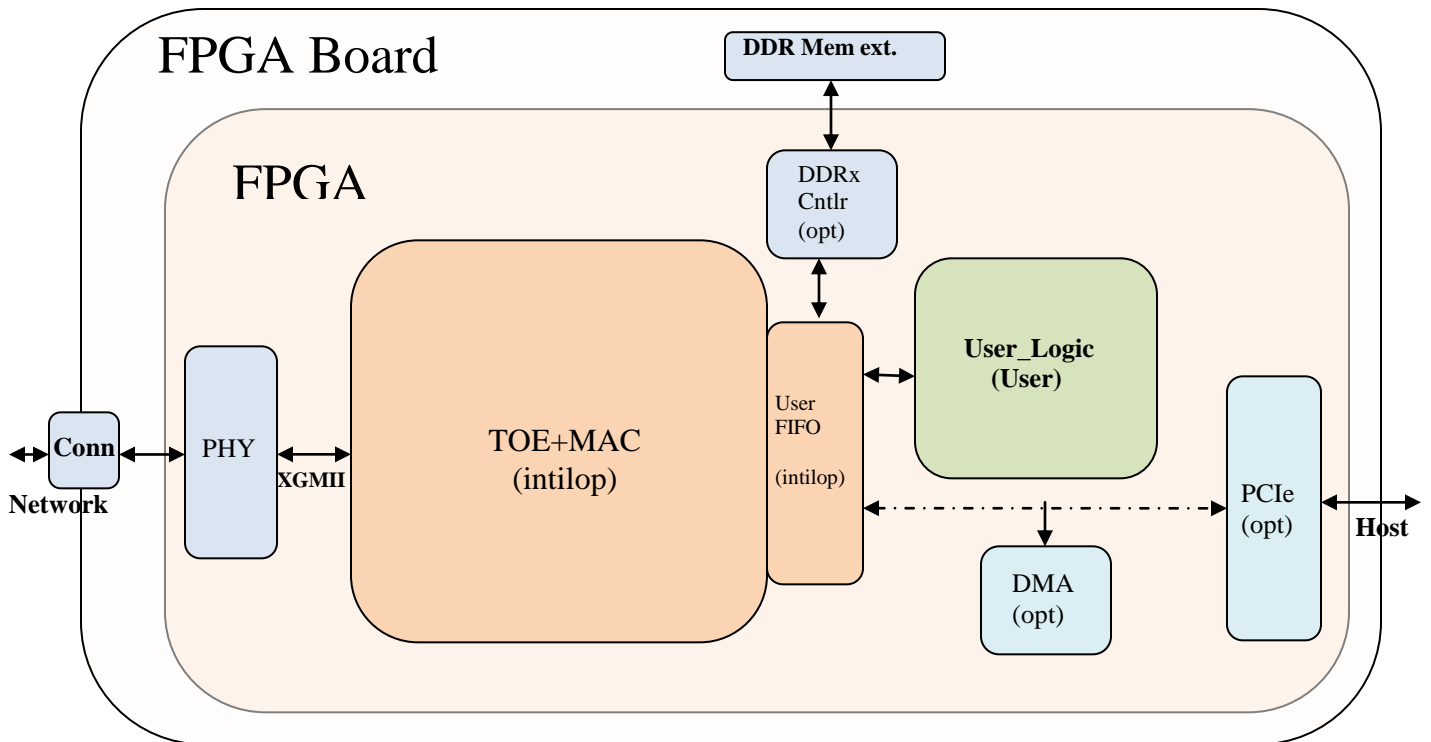 FPGA Board
DDR Mem ext.
FPGA
DDRx
Cntlr
(opt)
User_Logic
(User)
User
FIFO
(intilop)
TOE+MAC
(intilop)
Conn
PHY
XGMII
Network
PCIe
(opt)
Host
DMA
(opt)